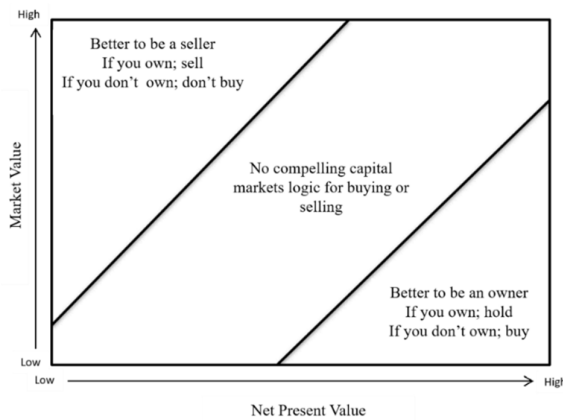 High
Better to be a seller
If you own; sell
If you don't own; don't buy
Market Value
No compelling capital
markets logic for buying or
selling
Better to be an owner
If you own; hold
If you don't own; buy
Low
Low
High
Net Present Value